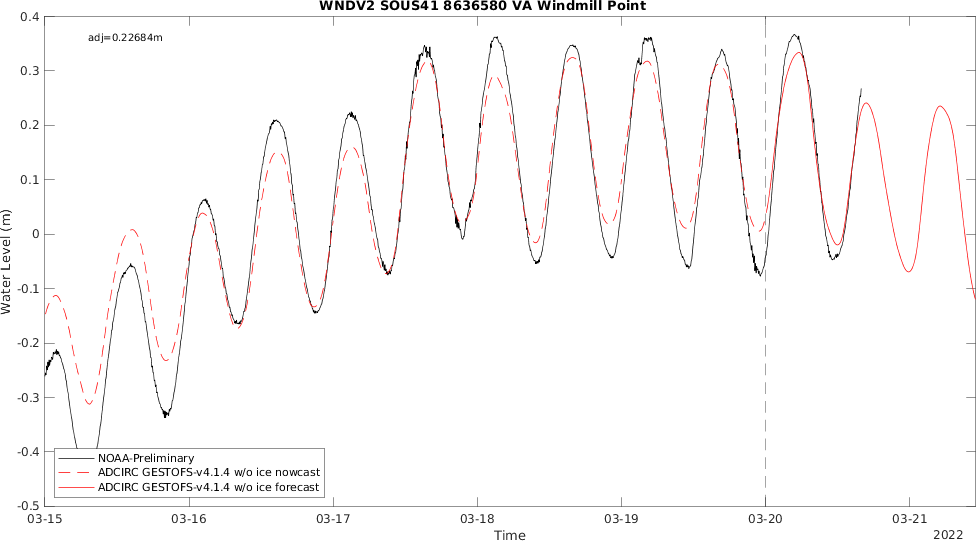 WNDV2 SOUS41 8636580 VA Windmill Point
adj=0.22684m
0.4
0.3
0.2
0.1
0
-0.1
-0.2
-0.3
-0.4
-0.5
Water Level (m)
NOAA-Preliminary
ADCIRC GESTOFS-v4.1.4 w/o ice nowcast
ADCIRC GESTOFS-v4.1.4 w/o ice forecast
03-15 03-16 03-17 03-18 03-19 03-20 03-21
Time
2022